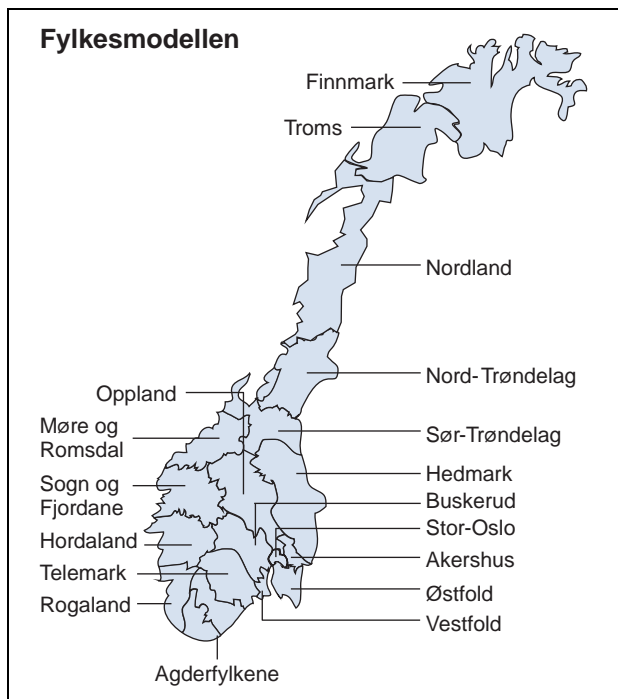 Fylkesmodellen
Finnmark
Troms
Nordland
Nord-Trøndelag
Oppland
Møre og
Romsdal
Sør-Trøndelag
Hedmark
Sogn og
Fjordane
Buskerud
Stor-Oslo
Hordaland
Akershus
Telemark
Østfold
Rogaland
Vestfold
Agderfylkene